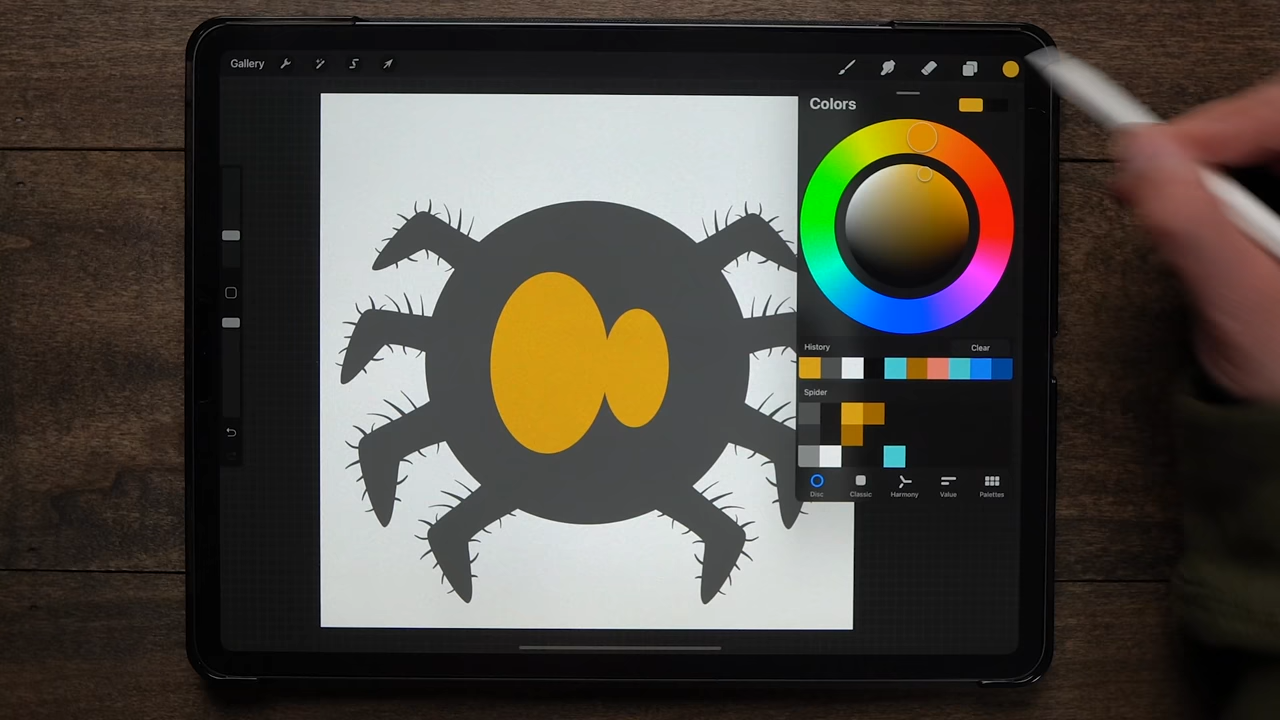 Gallery
Colors
History Clear
Spider
Disc Classic Harmony Value Palettes